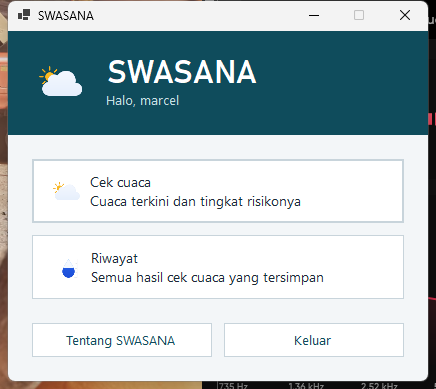 SWASANA
SWASANA
Halo, marcel
Cek cuaca
Cuaca terkini dan tingkat risikonya
Riwayat
Semua hasil cek cuaca yang tersimpan
Tentang SWASANA
Keluar
735 Hz
1.36 kHz
2.52 kHz